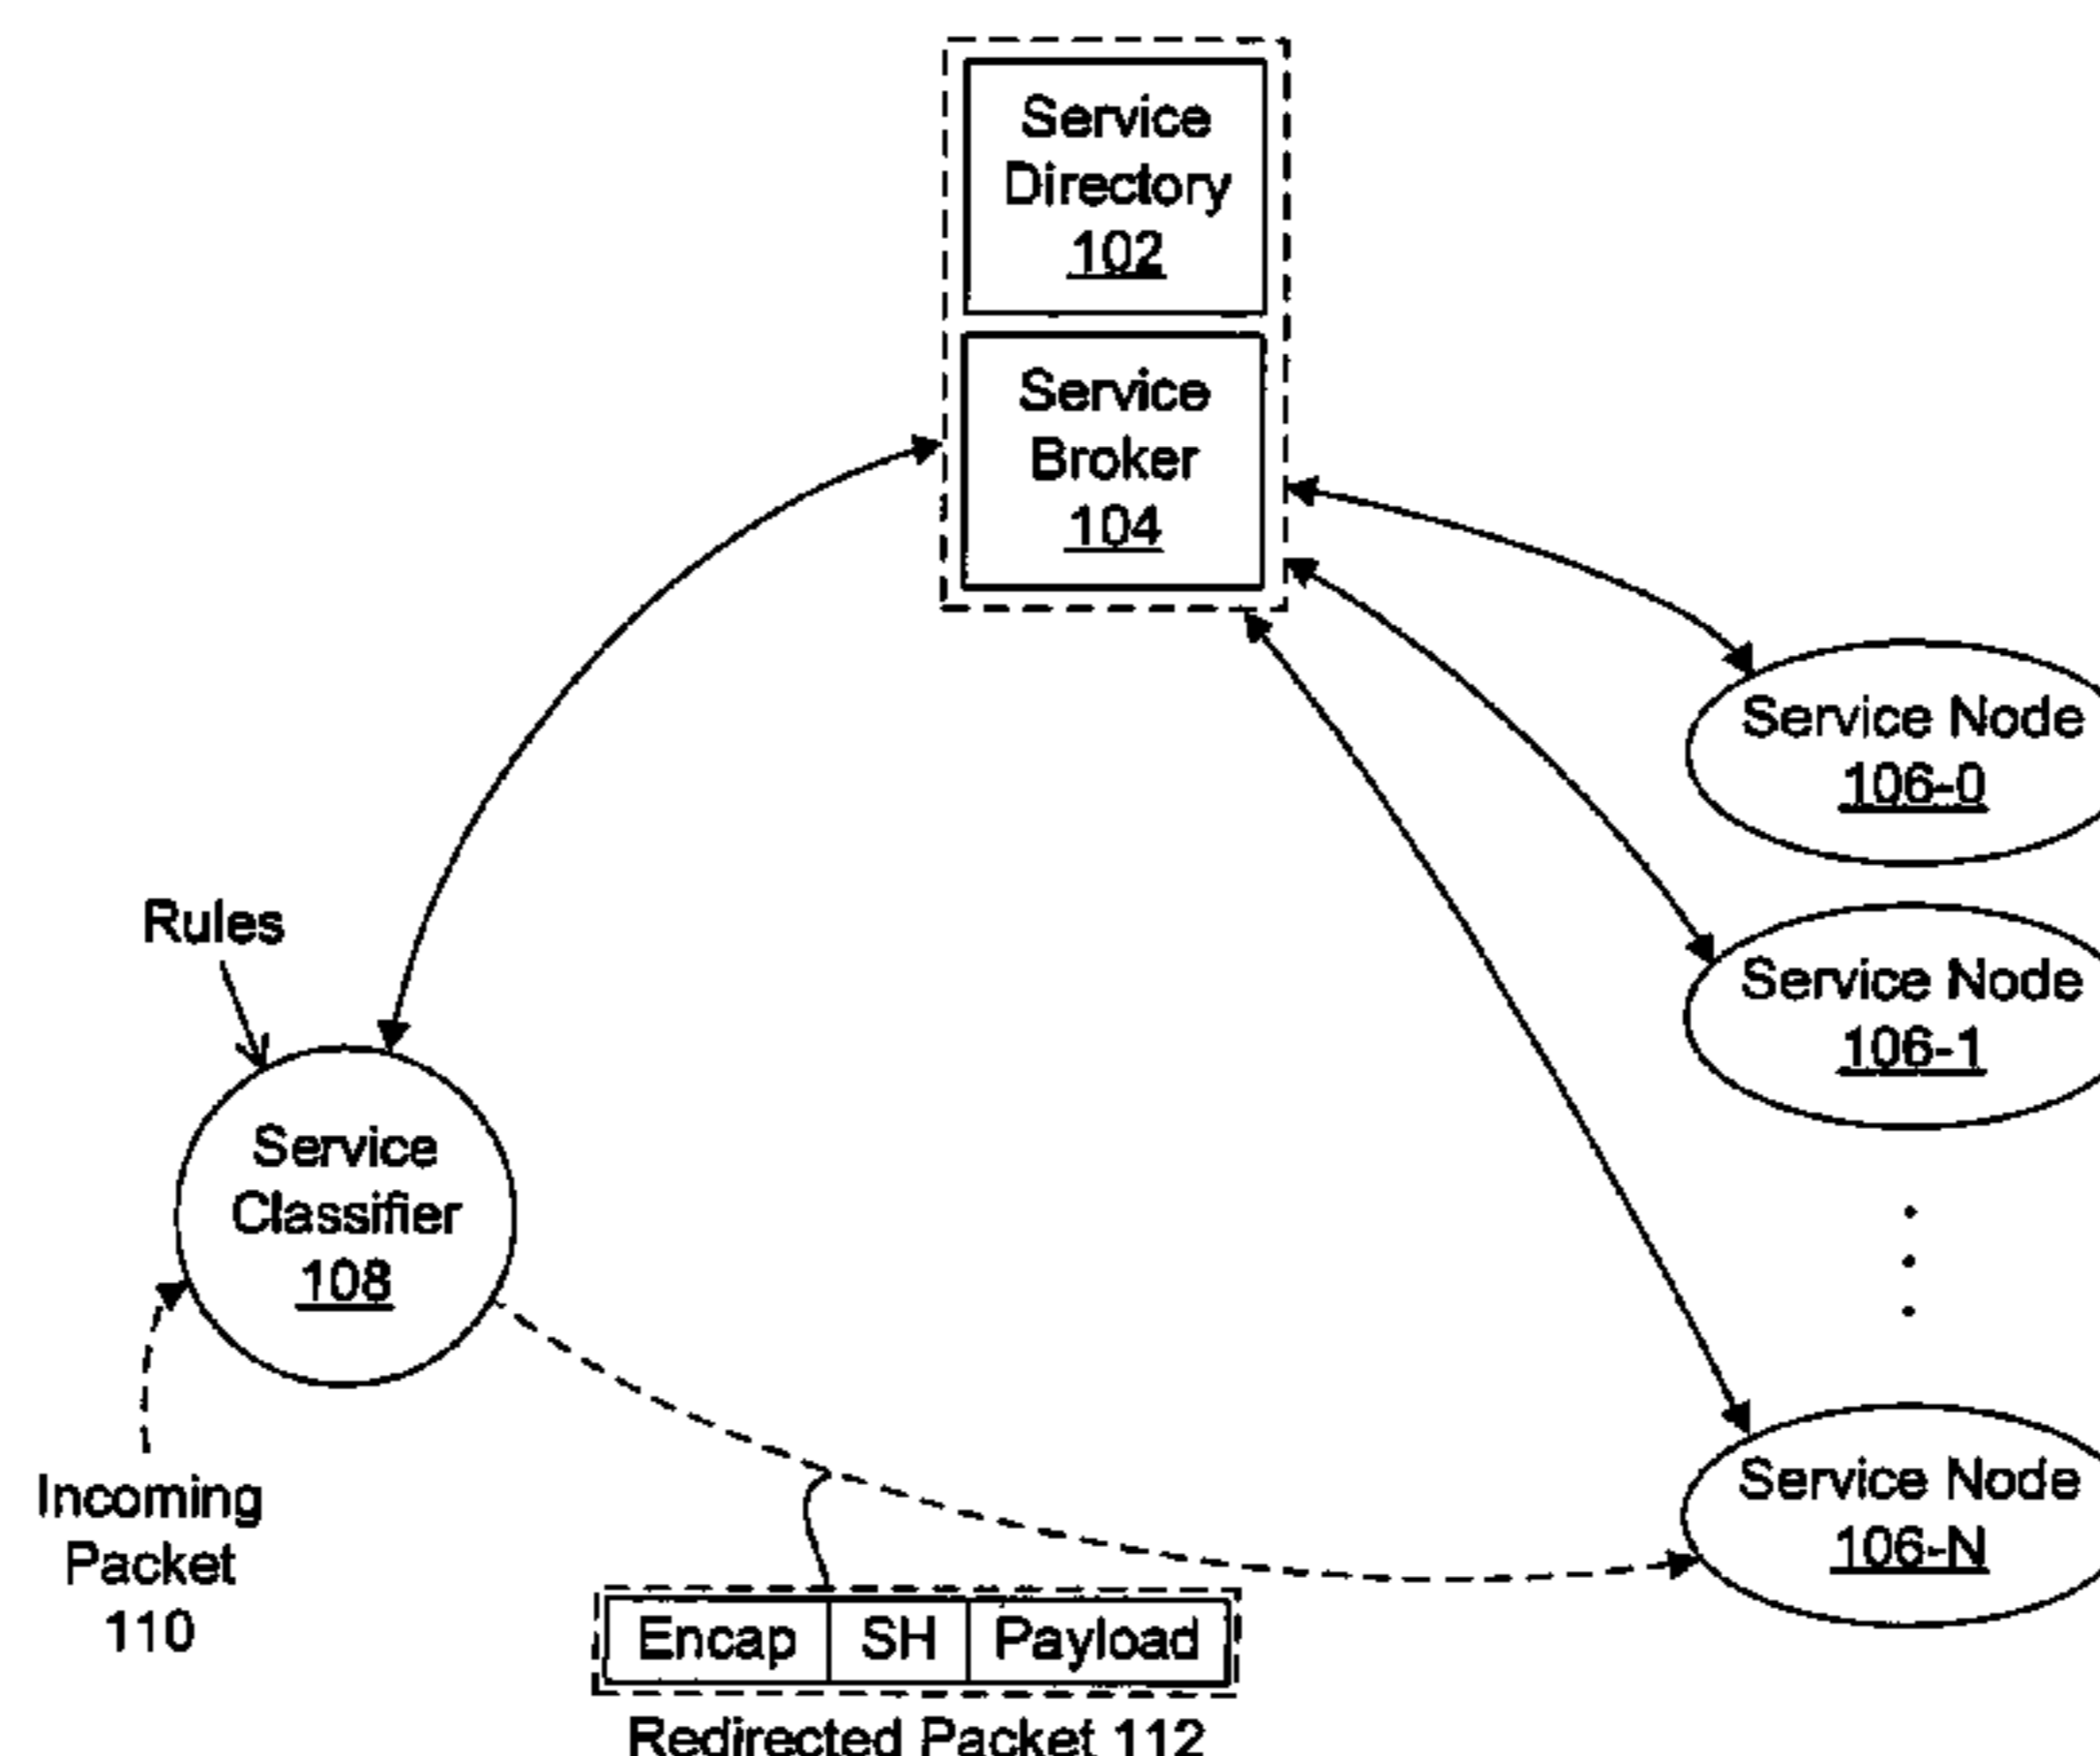 Service
Directory
102
Service
Broker
104
Service Node
106-0
Rules
Service Node
106-1
Service
Classifier
108
Service Node
106-N
Incoming
Packet
110
Encap SH Payload
Redirected Packet 112